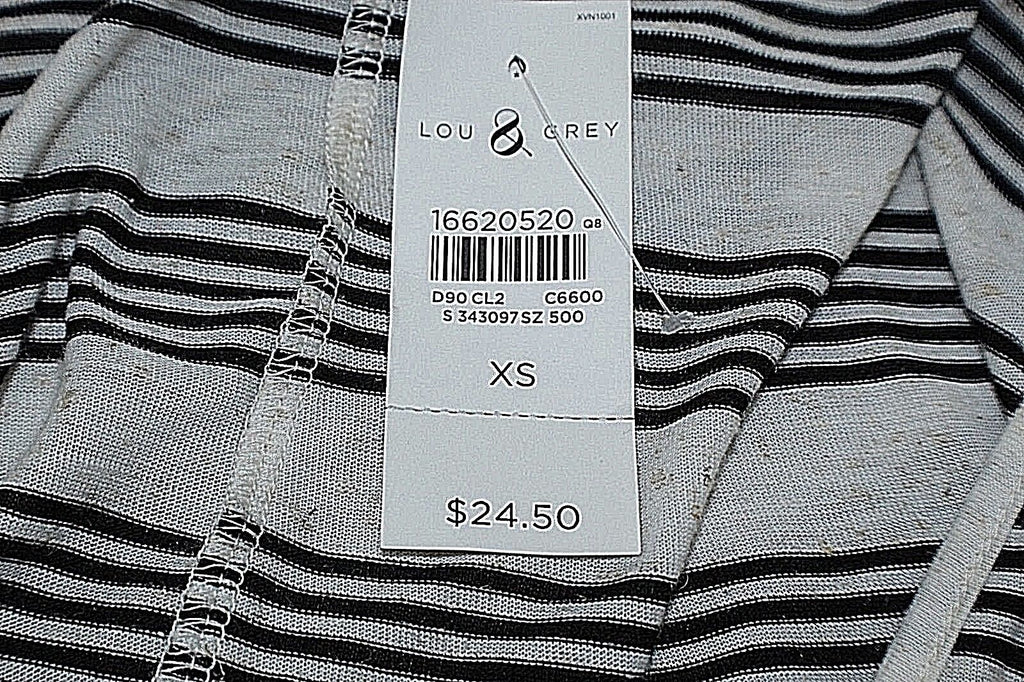 XVN1001
LOU & GREY
16620520 Q8
D90 CL2 C6600
S 343097 SZ 500
XS
$24.50